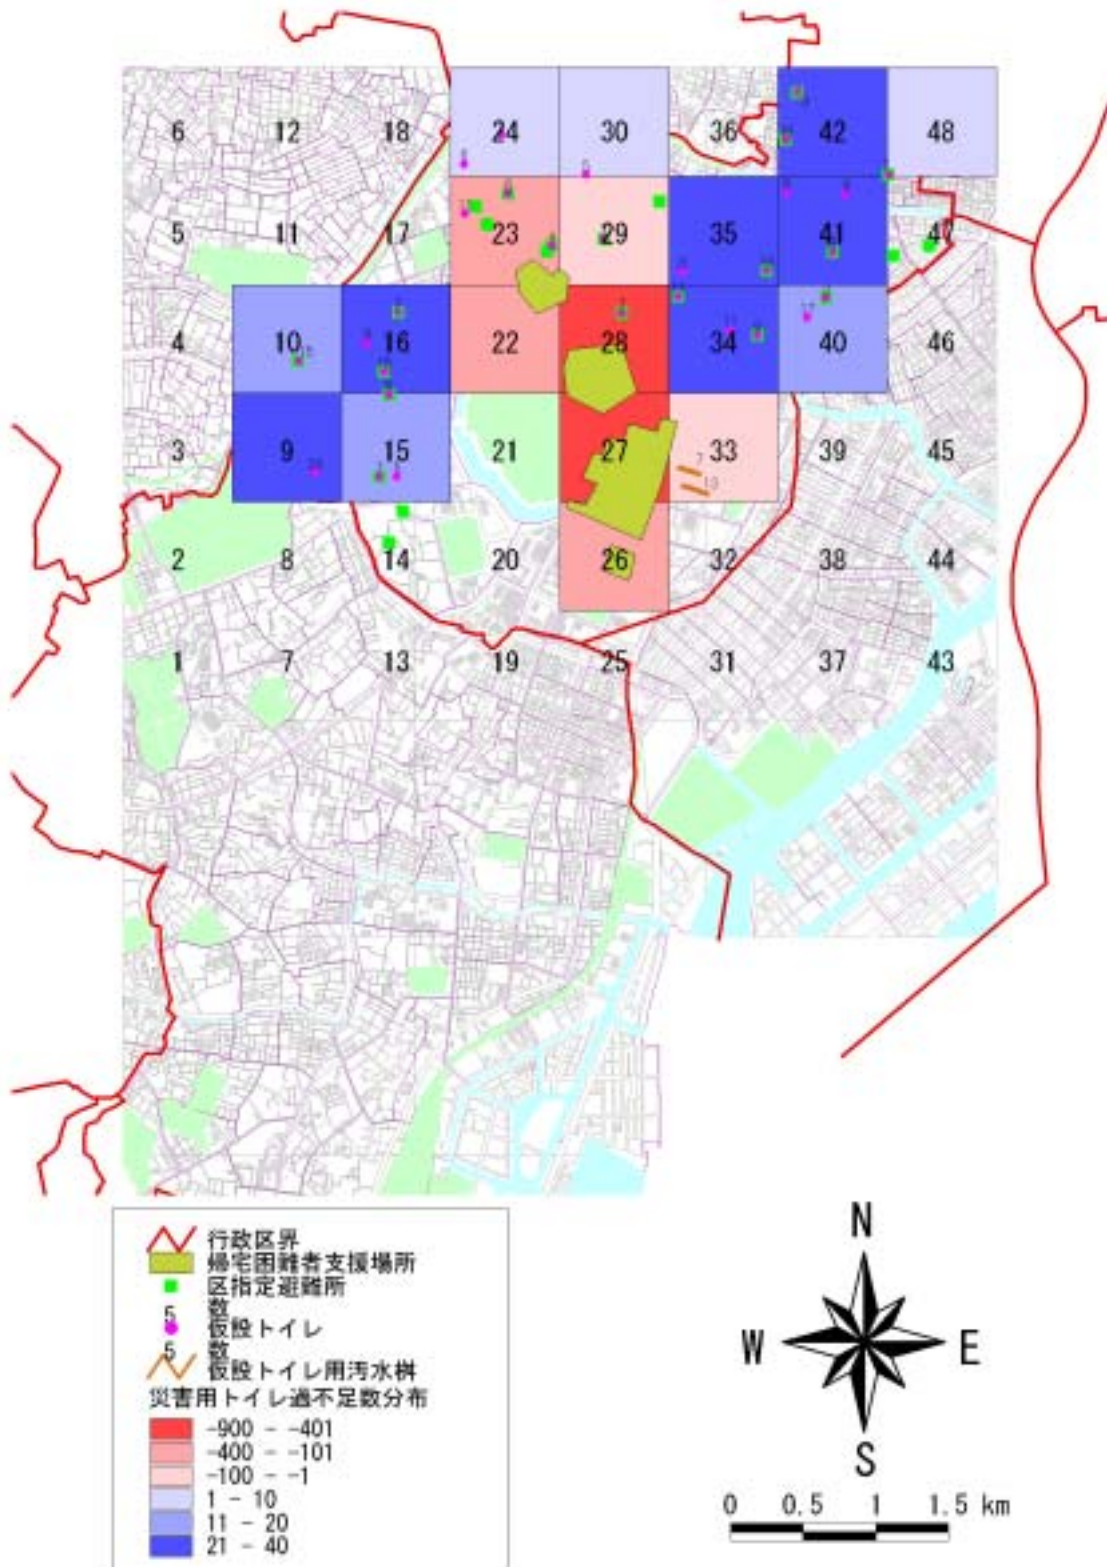 6 12 18 24 30 36 42 48
5 11 17 23 29 35 41 47
4 10 16 22 28 34 40 46
3 9 15 21 27 33 39 45
2 8 14 20 26 32 38 44
1 7 13 19 25 31 37 43
行政区界
帰宅困難者支援場所
区指定避難所
5 数
仮設トイレ
5 数
仮設トイレ用汚水桝
災害用トイレ過不足数分布
-900 - -401
-400 - -101
-100 - -1
1 - 10
11 - 20
21 - 40
N
W E
S
0 0.5 1 1.5 km